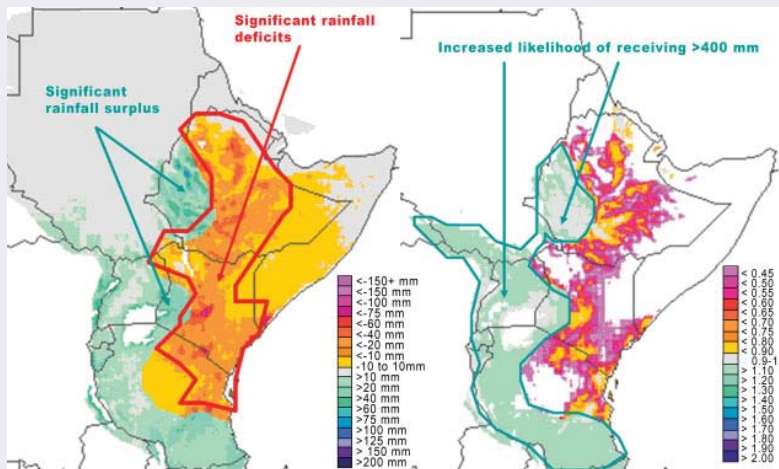 Significant rainfall
deficits
Significant
rainfall surplus
<-150+ mm
<-150 mm
<-100 mm
<-75 mm
<-60 mm
<-40 mm
<-20 mm
<-10 mm
-10 to 10mm
>10 mm
>20 mm
>40 mm
>60 mm
>75 mm
>100 mm
>125 mm
> 150 mm
>200 mm
Increased likelihood of receiving >400 mm
< 0.45
< 0.50
< 0.55
< 0.60
< 0.65
< 0.70
< 0.75
< 0.80
< 0.90
0.9-1
> 1.10
> 1.20
> 1.30
> 1.40
> 1.50
> 1.60
> 1.70
> 1.80
> 1.90
> 2.00